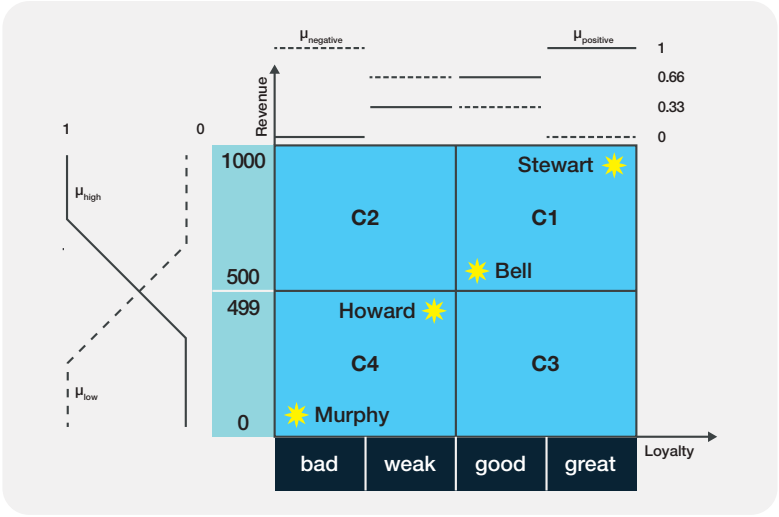 μnegative
μpositive
1
0.66
0.33
0
Revenue
1
0
μhigh
μlow
1000
500
499
0
Stewart
C2
C1
Bell
Howard
C4
C3
Murphy
Loyalty
bad
weak
good
great